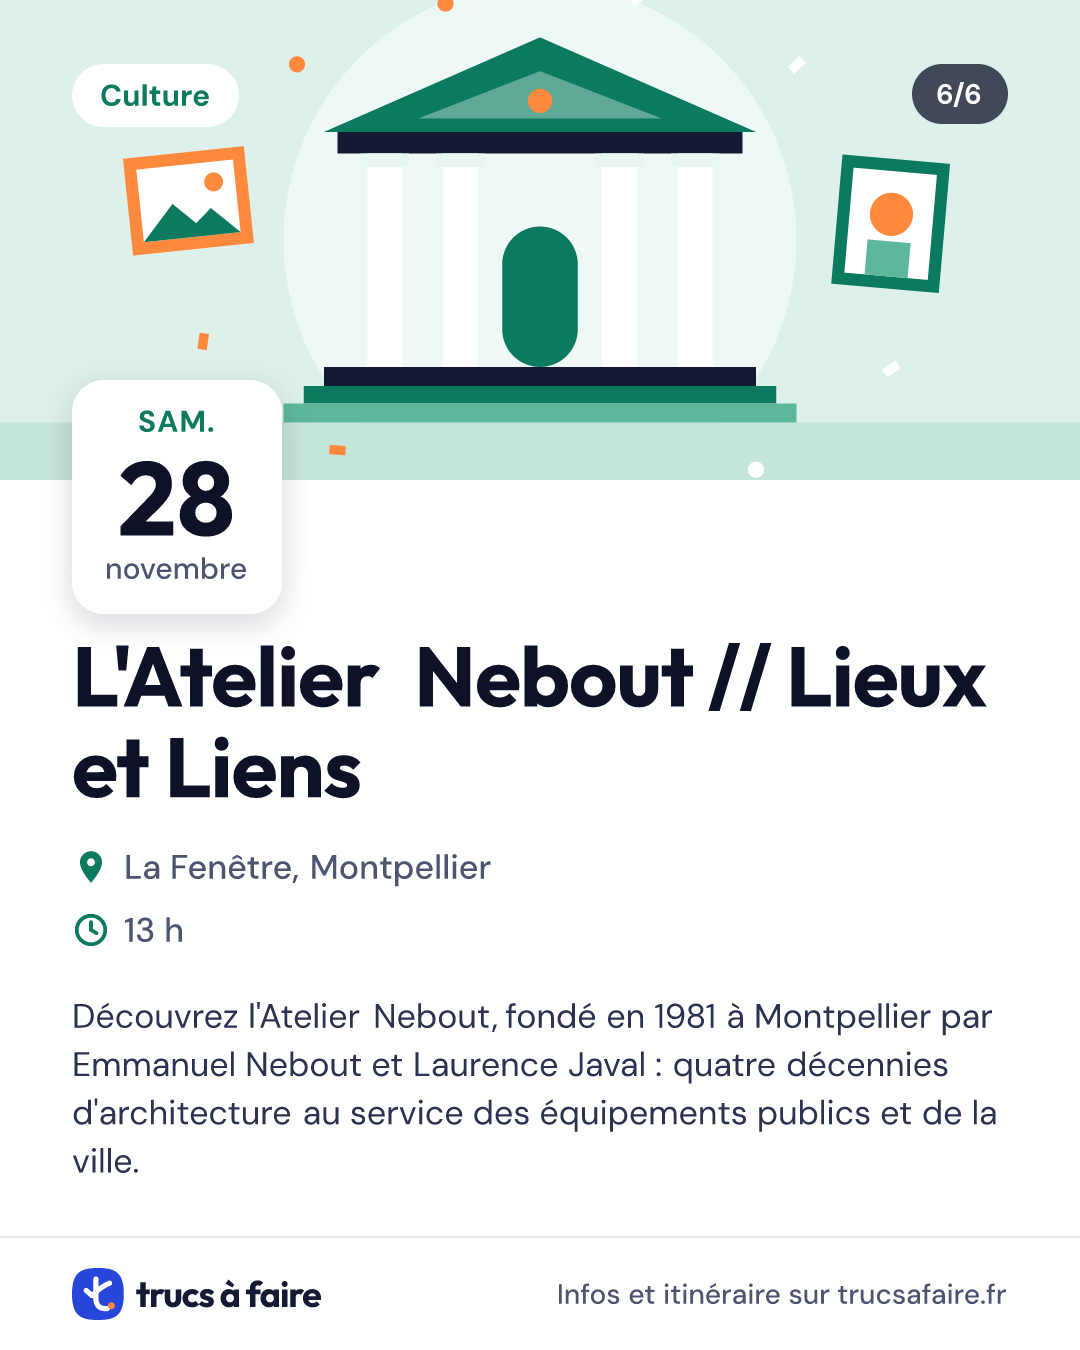 Culture
6/6
SAM.
28
novembre
L'Atelier  Nebout // Lieux
et Liens
La Fenêtre, Montpellier
13 h
Découvrez l'Atelier  Nebout, fondé en 1981 à Montpellier par
Emmanuel Nebout et Laurence Javal : quatre décennies
d'architecture au service des équipements publics et de la
ville.
trucs à faire
Infos et itinéraire sur trucsafaire.fr